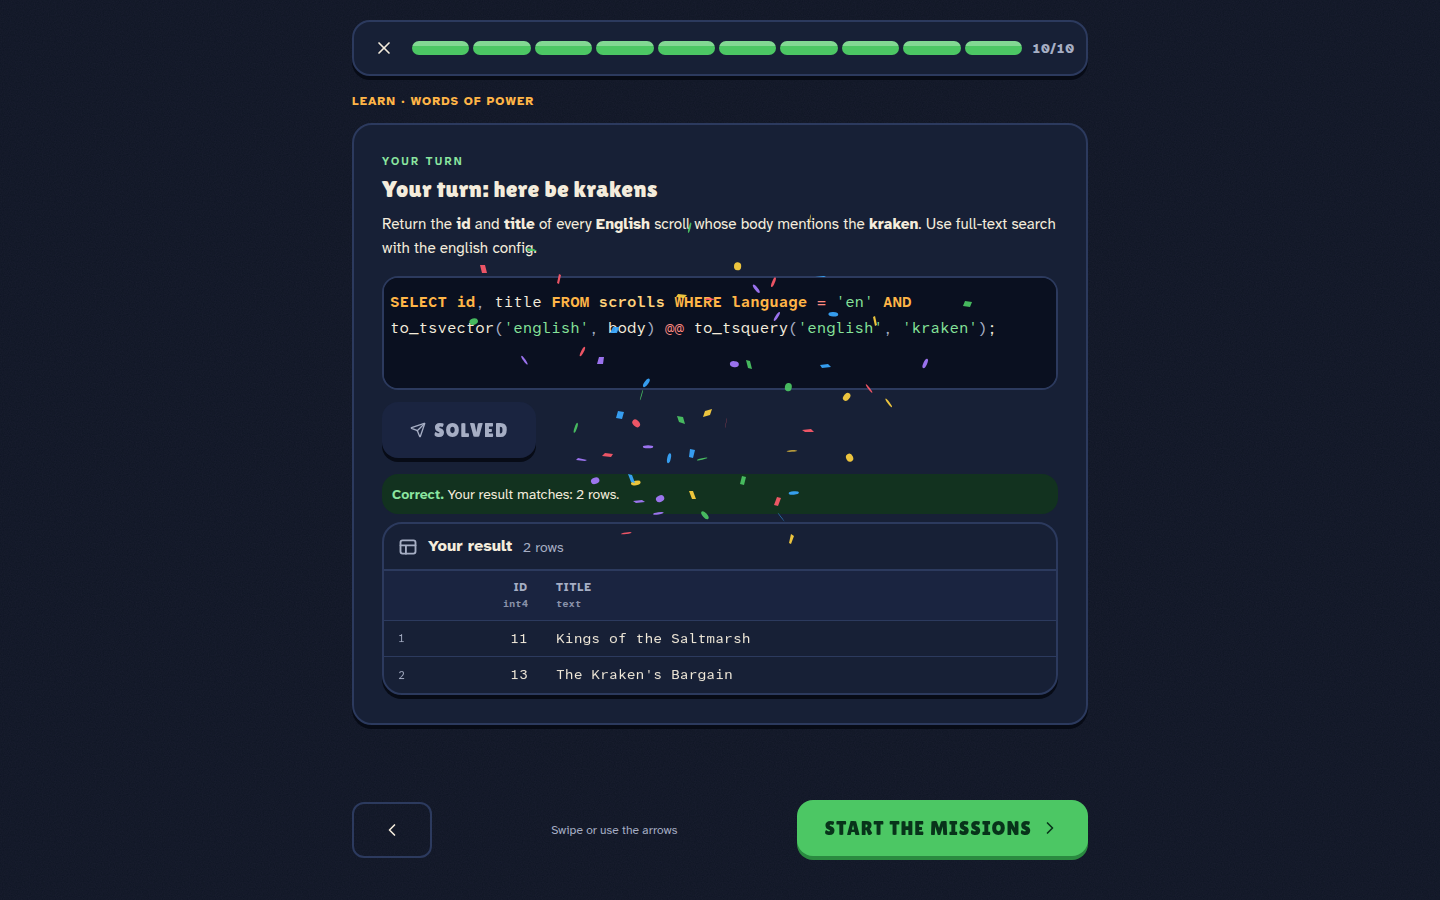 10/10
LEARN · WORDS OF POWER
YOUR TURN
Your turn: here be krakens
Return the id and title of every English scroll whose body mentions the kraken. Use full-text search
with the english config.
SELECT id, title FROM scrolls WHERE language = 'en' AND
to_tsvector('english', body) @@ to_tsquery('english', 'kraken');
SOLVED
Correct. Your result matches: 2 rows.
Your result 2 rows
ID TITLE
int4 text
1 11 Kings of the Saltmarsh
2 13 The Kraken's Bargain
Swipe or use the arrows
START THE MISSIONS